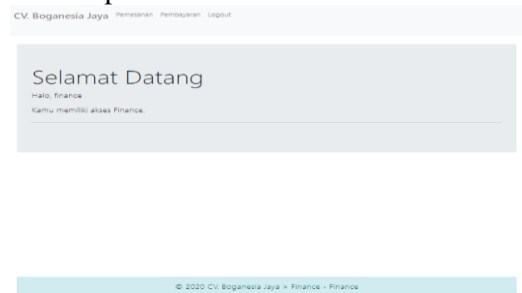 CV. Boganesia Jaya Pemesanan Pembayaran Logout
Selamat Datang
Halo, finance
Kamu memiliki akses Finance.
© 2020 CV. Boganesia Jaya > Finance - Finance